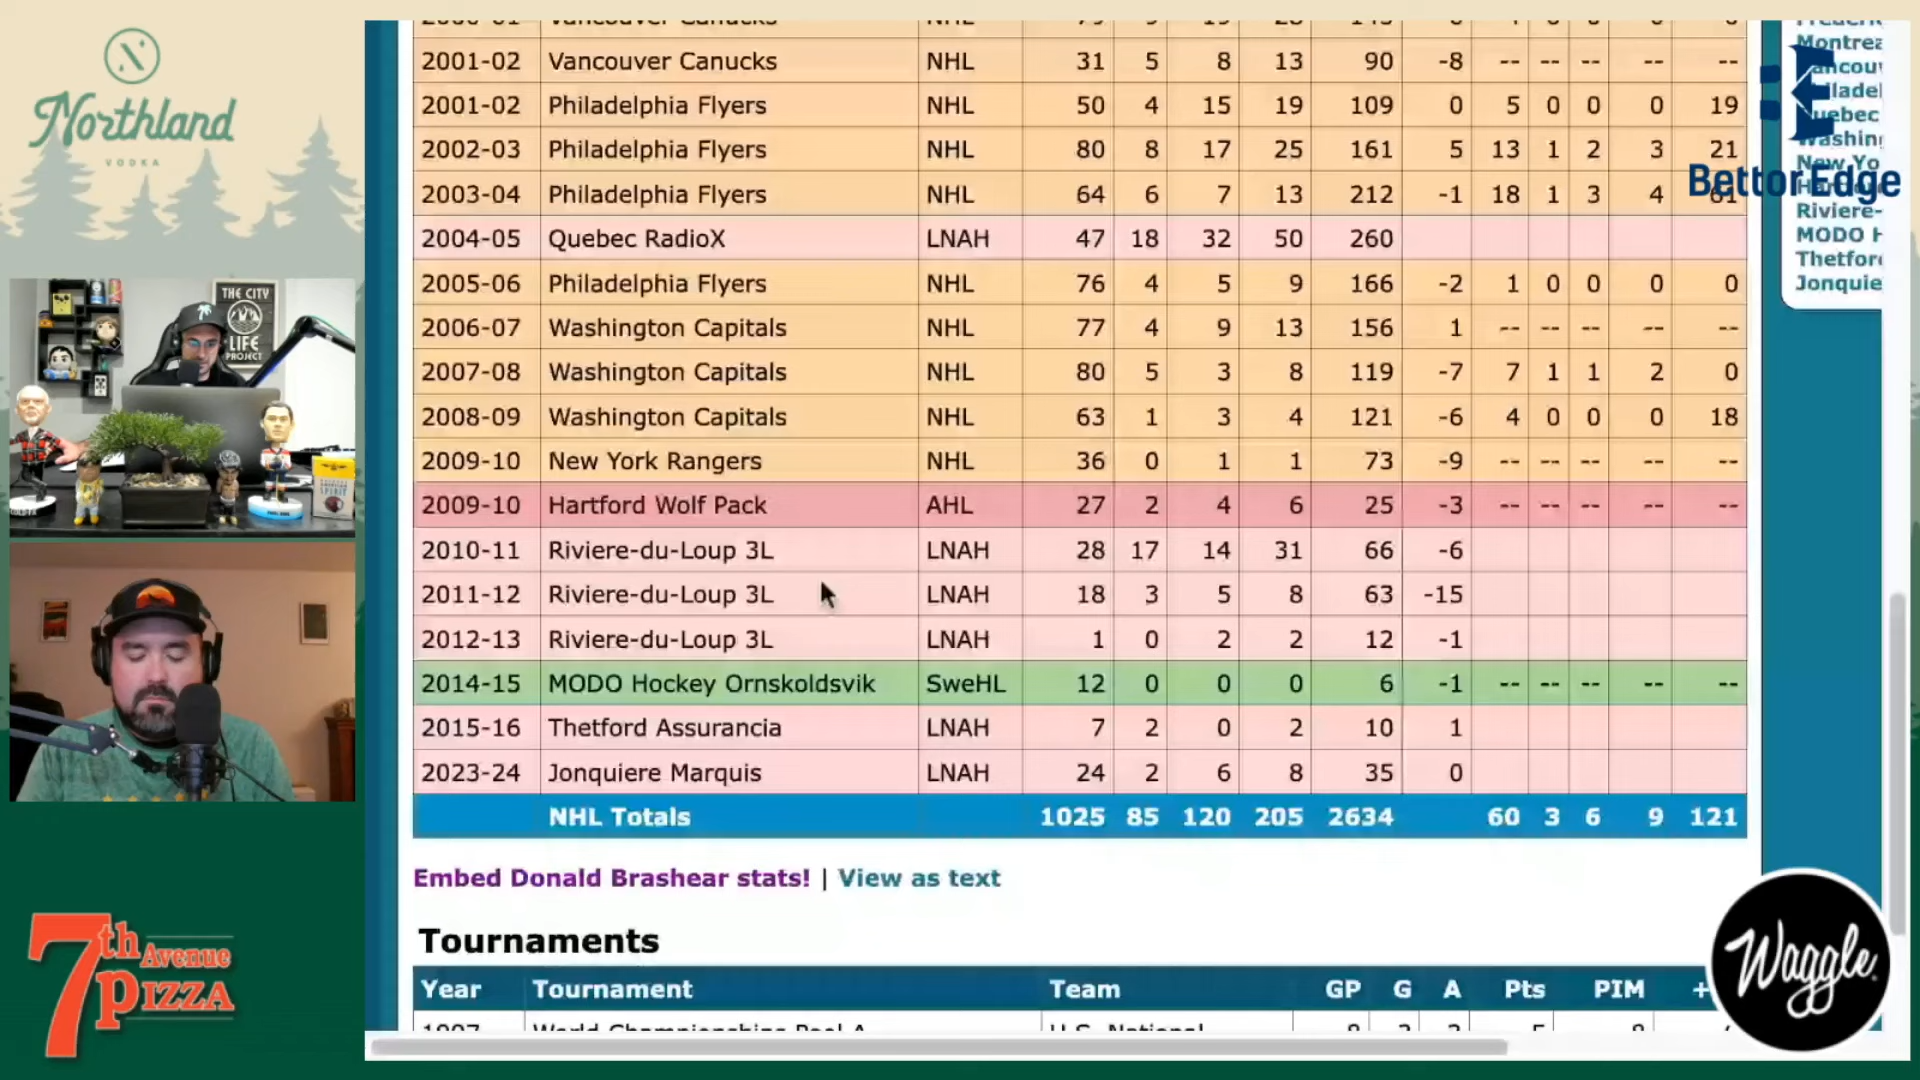 Northland
VODKA
THE CITY
LIFE
PROJECT
7th Avenue
PIZZA
2001-02 Vancouver Canucks NHL 31 5 8 13 90 -8 -- -- -- -- --
2001-02 Philadelphia Flyers NHL 50 4 15 19 109 0 5 0 0 0 19
2002-03 Philadelphia Flyers NHL 80 8 17 25 161 5 13 1 2 3 21
2003-04 Philadelphia Flyers NHL 64 6 7 13 212 -1 18 1 3 4 61
2004-05 Quebec RadioX LNAH 47 18 32 50 260
2005-06 Philadelphia Flyers NHL 76 4 5 9 166 -2 1 0 0 0 0
2006-07 Washington Capitals NHL 77 4 9 13 156 1 -- -- -- -- --
2007-08 Washington Capitals NHL 80 5 3 8 119 -7 7 1 1 2 0
2008-09 Washington Capitals NHL 63 1 3 4 121 -6 4 0 0 0 18
2009-10 New York Rangers NHL 36 0 1 1 73 -9 -- -- -- -- --
2009-10 Hartford Wolf Pack AHL 27 2 4 6 25 -3 -- -- -- -- --
2010-11 Riviere-du-Loup 3L LNAH 28 17 14 31 66 -6
2011-12 Riviere-du-Loup 3L LNAH 18 3 5 8 63 -15
2012-13 Riviere-du-Loup 3L LNAH 1 0 2 2 12 -1
2014-15 MODO Hockey Ornskoldsvik SweHL 12 0 0 0 6 -1 -- -- -- -- --
2015-16 Thetford Assurancia LNAH 7 2 0 2 10 1
2023-24 Jonquiere Marquis LNAH 24 2 6 8 35 0
NHL Totals 1025 85 120 205 2634 60 3 6 9 121
Embed Donald Brashear stats! | View as text
Tournaments
Year Tournament Team GP G A Pts PIM +
BettorEdge
Riviere-
MODO H
Thetford
Jonquie
Waggle